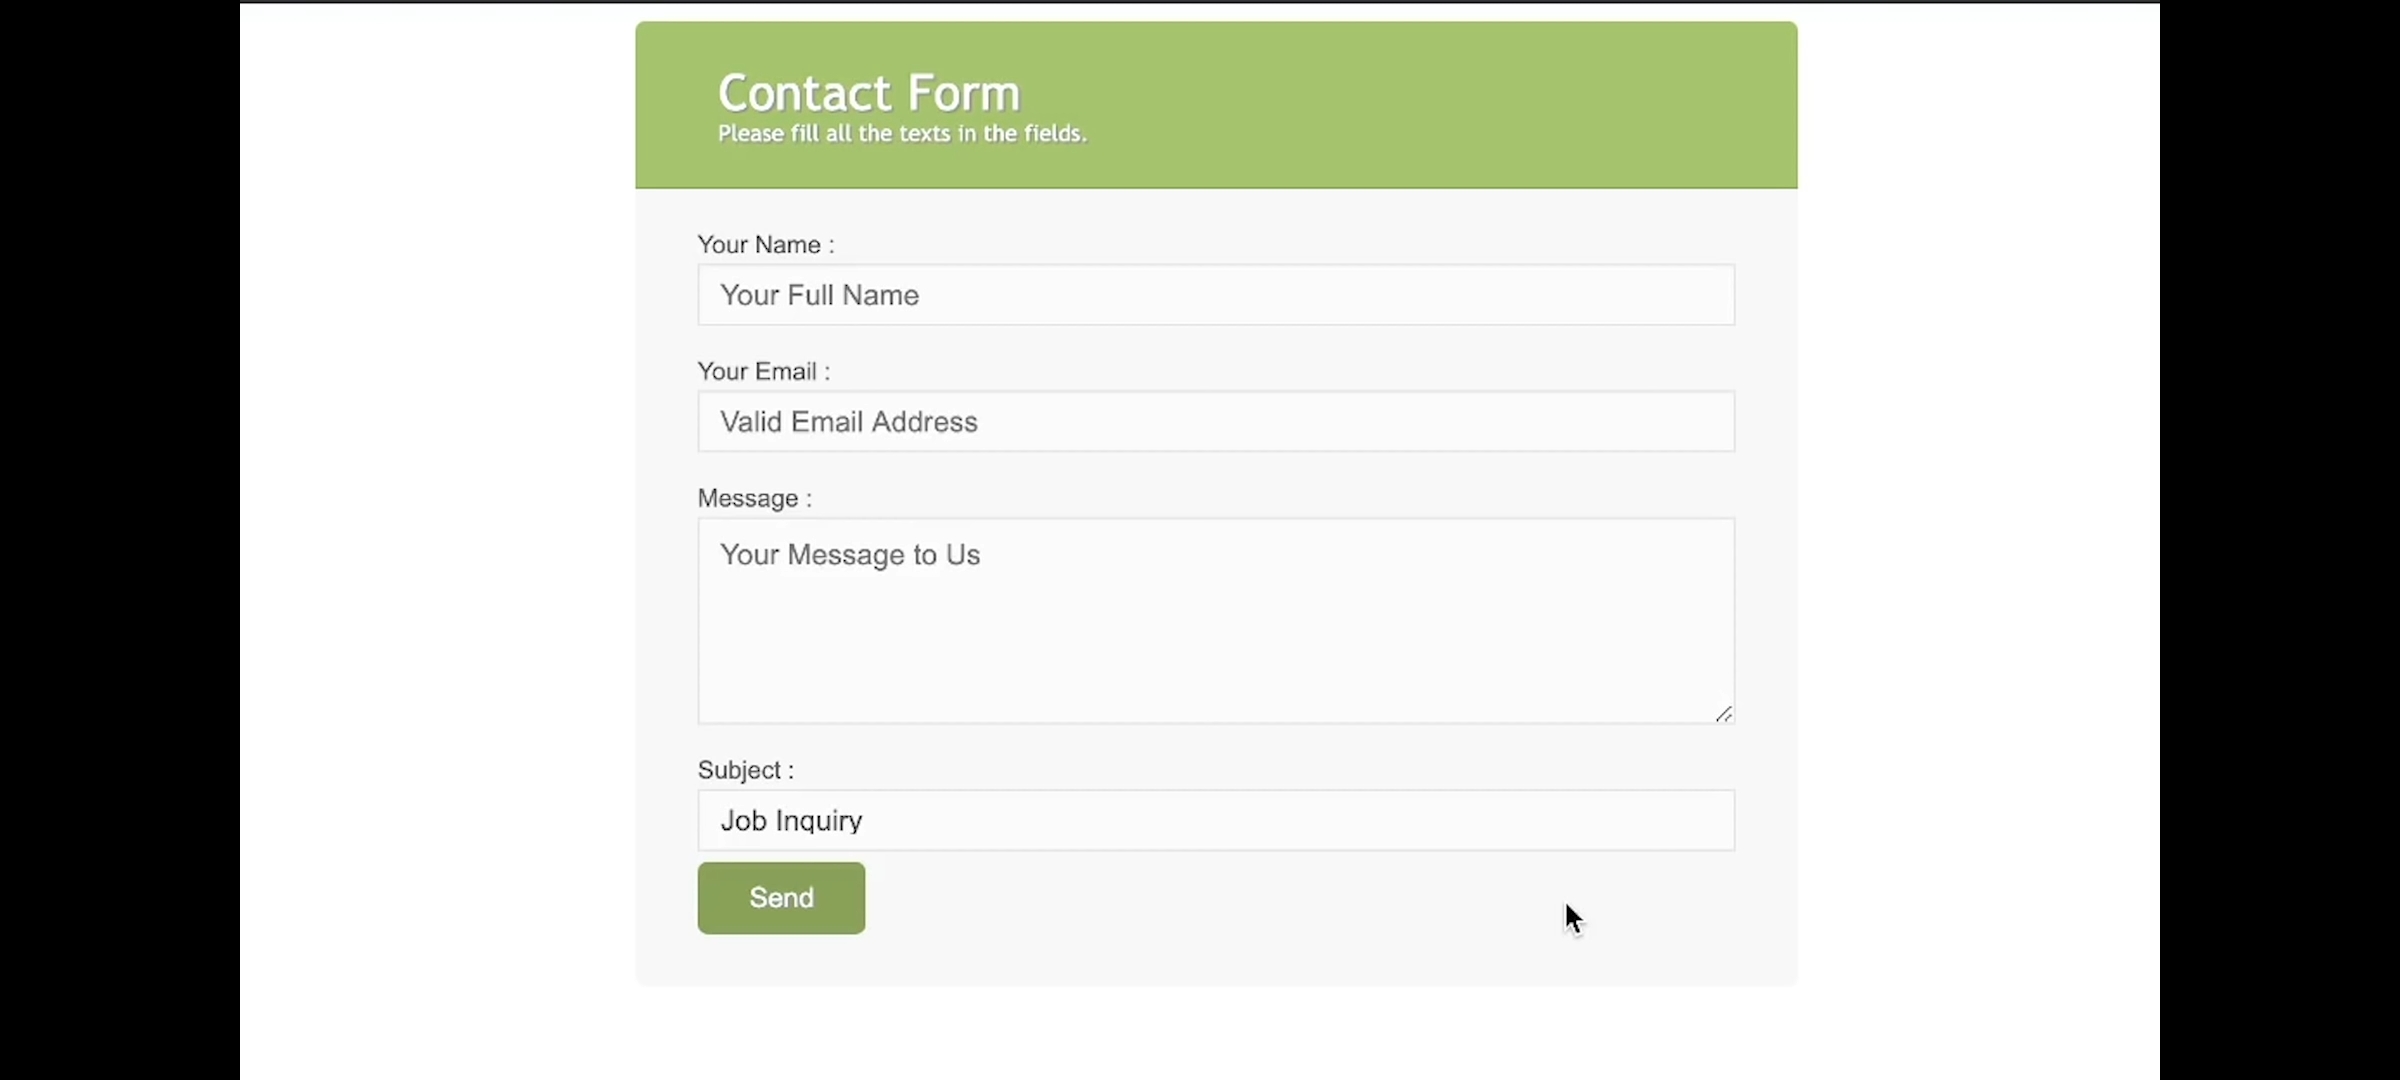 Contact Form
Please fill all the texts in the fields.
Your Name :
Your Full Name
Your Email :
Valid Email Address
Message :
Your Message to Us
Subject :
Job Inquiry
Send